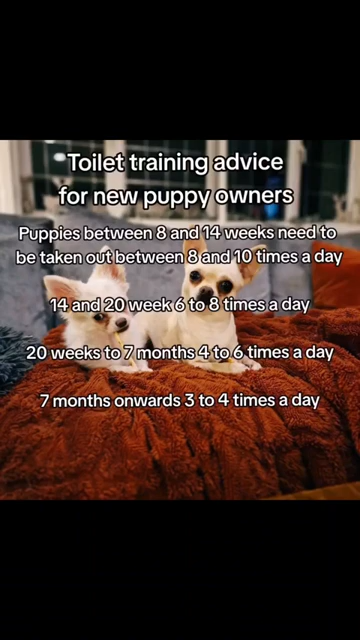 Toilet training advice
for new puppy owners
Puppies between 8 and 14 weeks need to
be taken out between 8 and 10 times a day
14 and 20 week 6 to 8 times a day
20 weeks to 7 months 4 to 6 times a day
7 months onwards 3 to 4 times a day